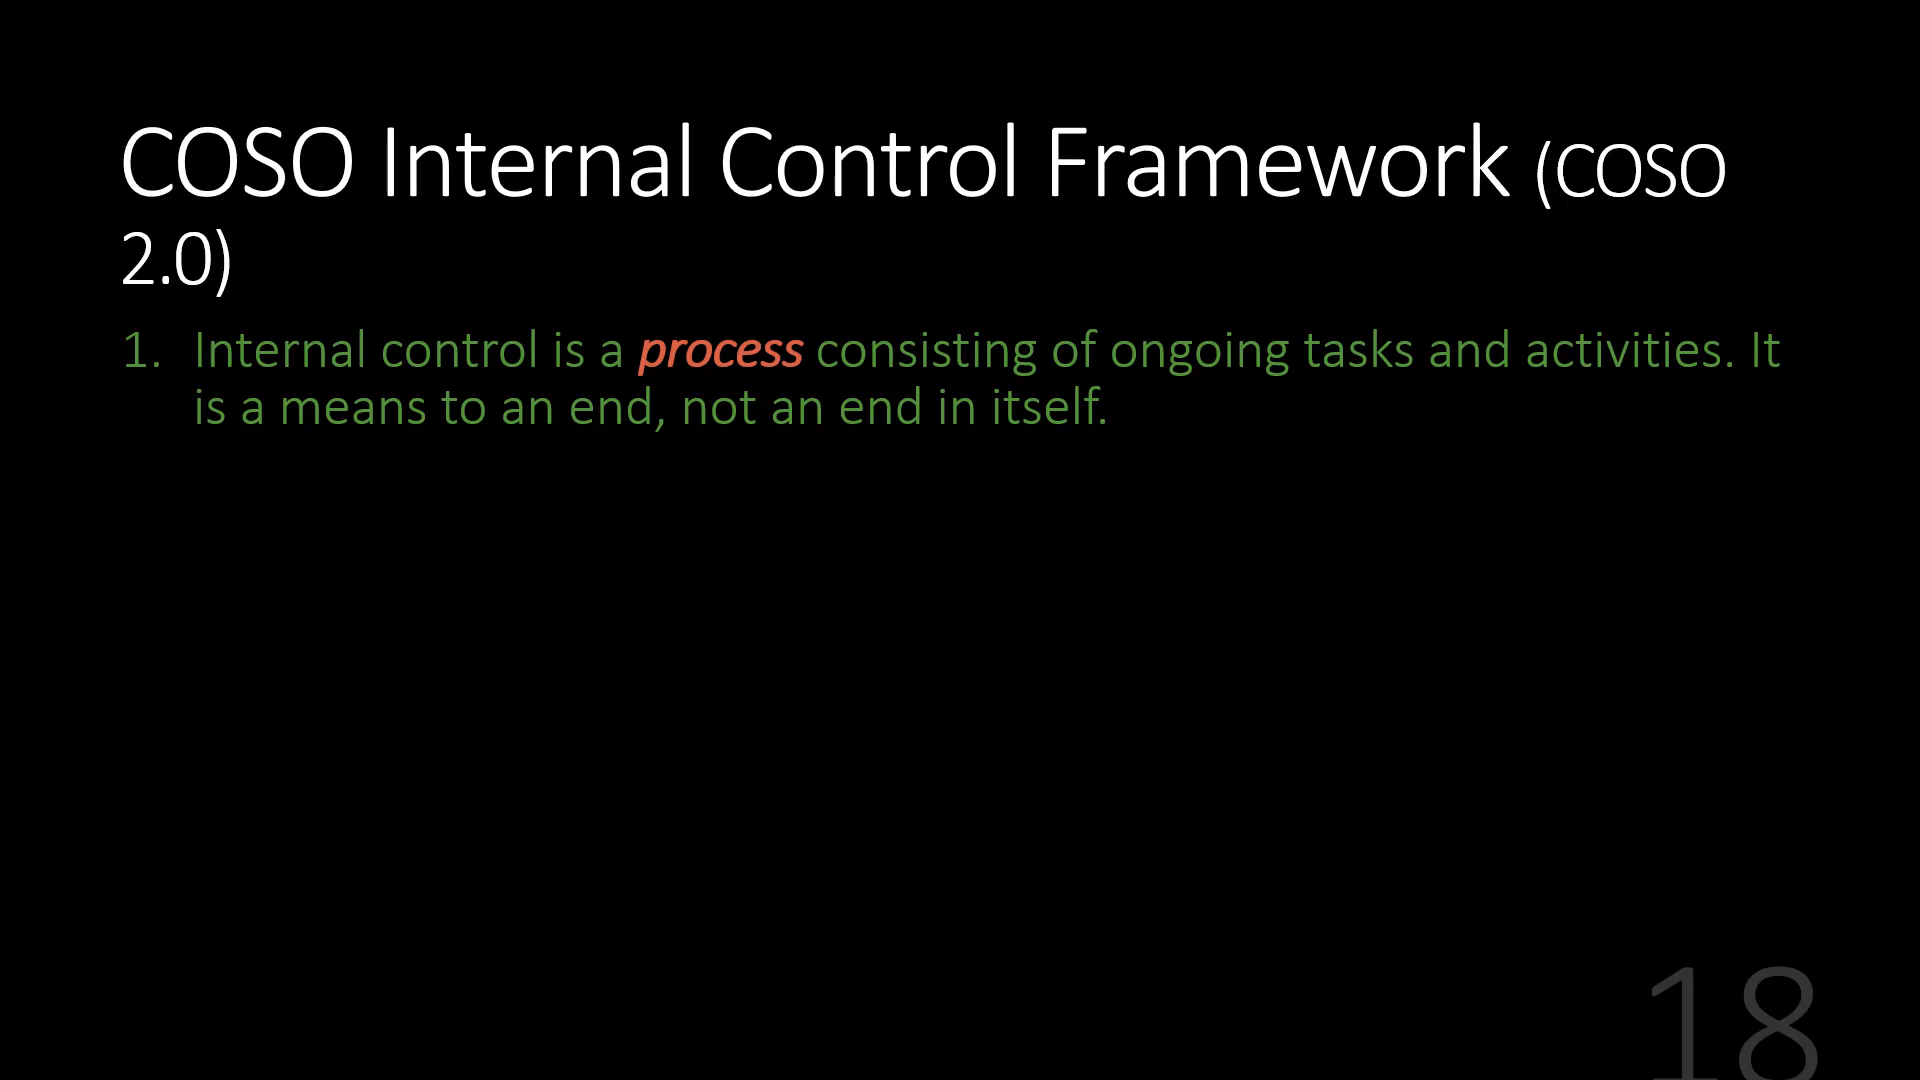 COSO Internal Control Framework (COSO
2.0)
1. Internal control is a process consisting of ongoing tasks and activities. It
is a means to an end, not an end in itself.
18